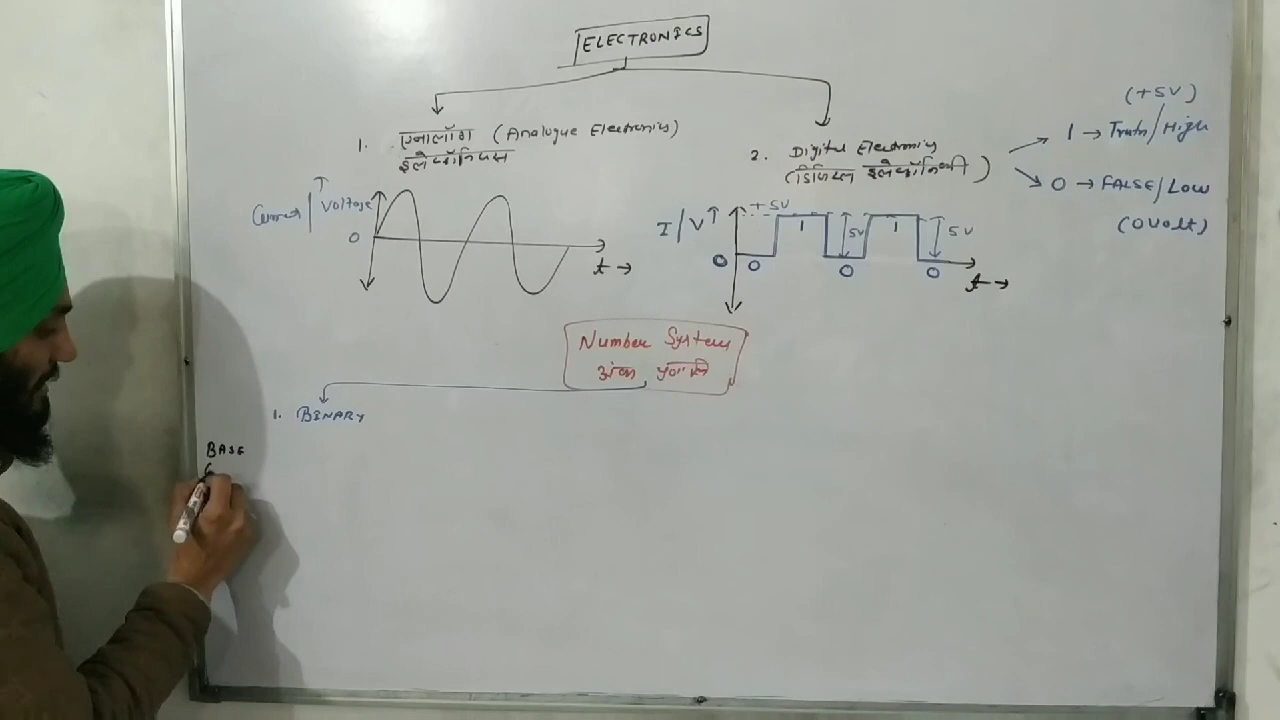 ELECTRONICS
1. एनालॉग (Analogue Electronics)
इलेक्ट्रॉनिक्स
2. Digital Electronics
(डिजिटल इलेक्ट्रॉनिकी)
(+5V)
1 → Truth/High
0 → FALSE/LOW
(0 Volt)
Current / Voltage
0
t →
I/V
+5V
0
0
1
5V
0
1
5V
0
t →
Number System
अंक प्रणाली
1. BINARY
BASE